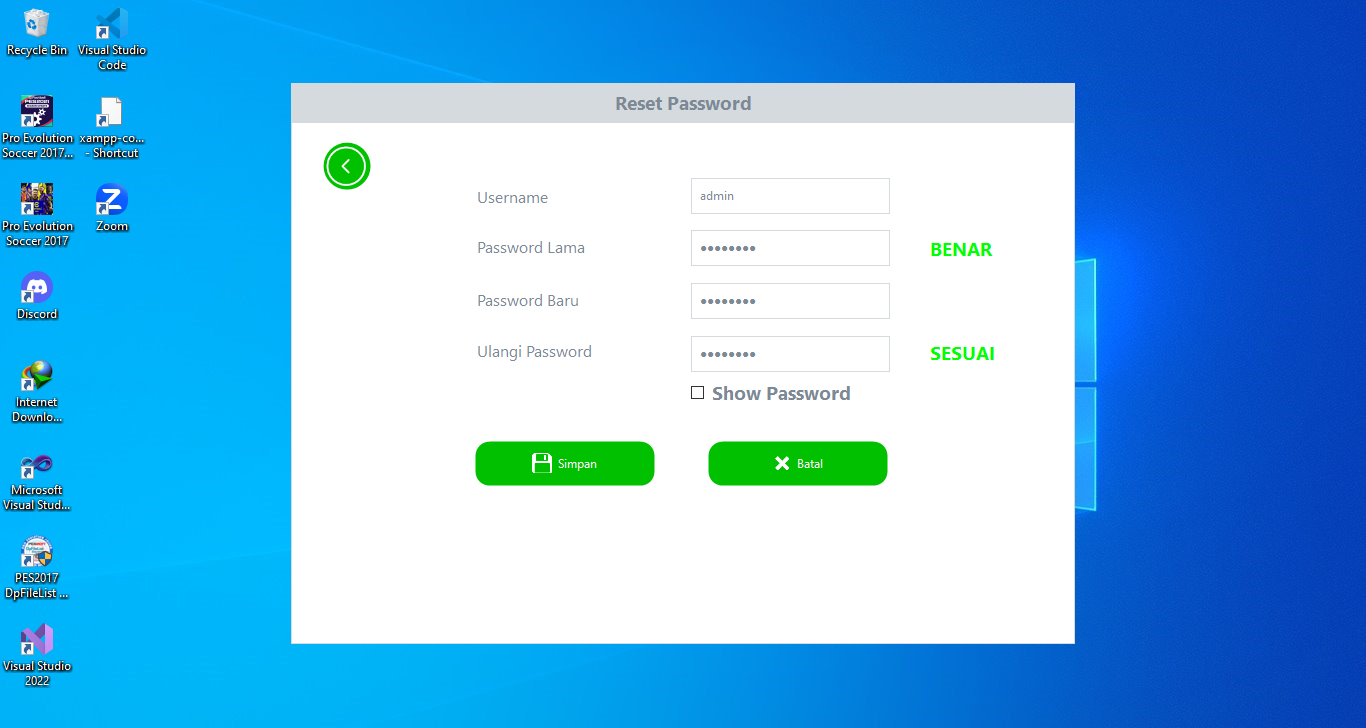 Recycle Bin
Visual Studio
Code
Pro Evolution
Soccer 2017...
xampp-co...
- Shortcut
Pro Evolution
Soccer 2017
Zoom
Discord
Internet
Downlo...
Microsoft
Visual Stud...
PES2017
DpFileList ...
Visual Studio
2022
Reset Password
Username
admin
Password Lama
••••••••
BENAR
Password Baru
••••••••
Ulangi Password
••••••••
SESUAI
Show Password
Simpan
Batal